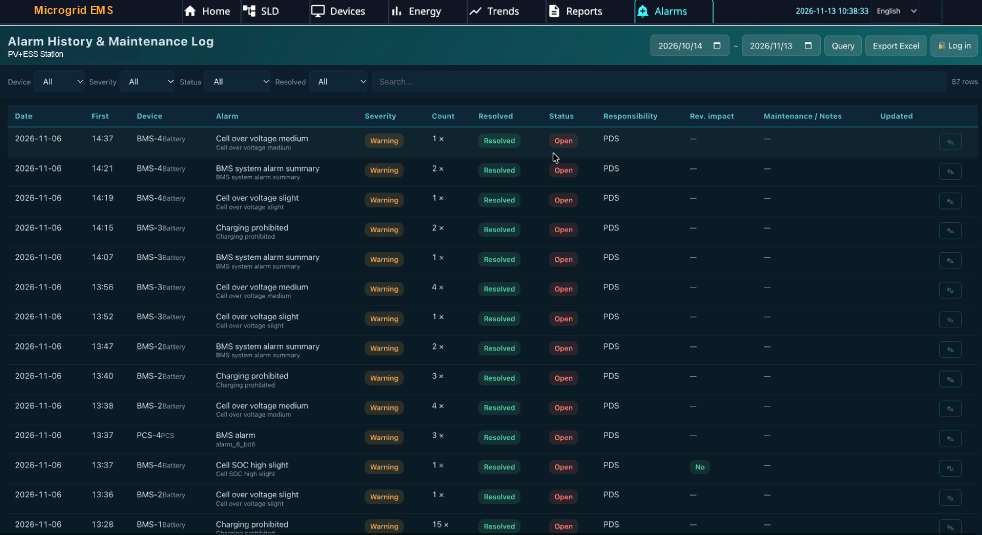 Microgrid EMS Home SLD Devices Energy Trends Reports Alarms 2026-11-13 10:38:33 English
Alarm History & Maintenance Log
PV+ESS Station
2026/10/14 ~ 2026/11/13 Query Export Excel Log in
Device All Severity All Status All Resolved All Search... 87 rows
Date First Device Alarm Severity Count Resolved Status Responsibility Rev. impact Maintenance / Notes Updated
2026-11-06 14:37 BMS-4Battery Cell over voltage medium Warning 1 × Resolved Open PDS — —
Cell over voltage medium
2026-11-06 14:21 BMS-4Battery BMS system alarm summary Warning 2 × Resolved Open PDS — —
BMS system alarm summary
2026-11-06 14:19 BMS-4Battery Cell over voltage slight Warning 1 × Resolved Open PDS — —
Cell over voltage slight
2026-11-06 14:15 BMS-3Battery Charging prohibited Warning 2 × Resolved Open PDS — —
Charging prohibited
2026-11-06 14:07 BMS-3Battery BMS system alarm summary Warning 1 × Resolved Open PDS — —
BMS system alarm summary
2026-11-06 13:56 BMS-3Battery Cell over voltage medium Warning 4 × Resolved Open PDS — —
Cell over voltage medium
2026-11-06 13:52 BMS-3Battery Cell over voltage slight Warning 1 × Resolved Open PDS — —
Cell over voltage slight
2026-11-06 13:47 BMS-2Battery BMS system alarm summary Warning 2 × Resolved Open PDS — —
BMS system alarm summary
2026-11-06 13:40 BMS-2Battery Charging prohibited Warning 3 × Resolved Open PDS — —
Charging prohibited
2026-11-06 13:38 BMS-2Battery Cell over voltage medium Warning 4 × Resolved Open PDS — —
Cell over voltage medium
2026-11-06 13:37 PCS-4PCS BMS alarm Warning 3 × Resolved Open PDS — —
alarm_6_bit6
2026-11-06 13:37 BMS-4Battery Cell SOC high slight Warning 1 × Resolved Open PDS No —
Cell SOC high slight
2026-11-06 13:36 BMS-2Battery Cell over voltage slight Warning 1 × Resolved Open PDS — —
Cell over voltage slight
2026-11-06 13:28 BMS-1Battery Charging prohibited Warning 15 × Resolved Open PDS — —
Charging prohibited